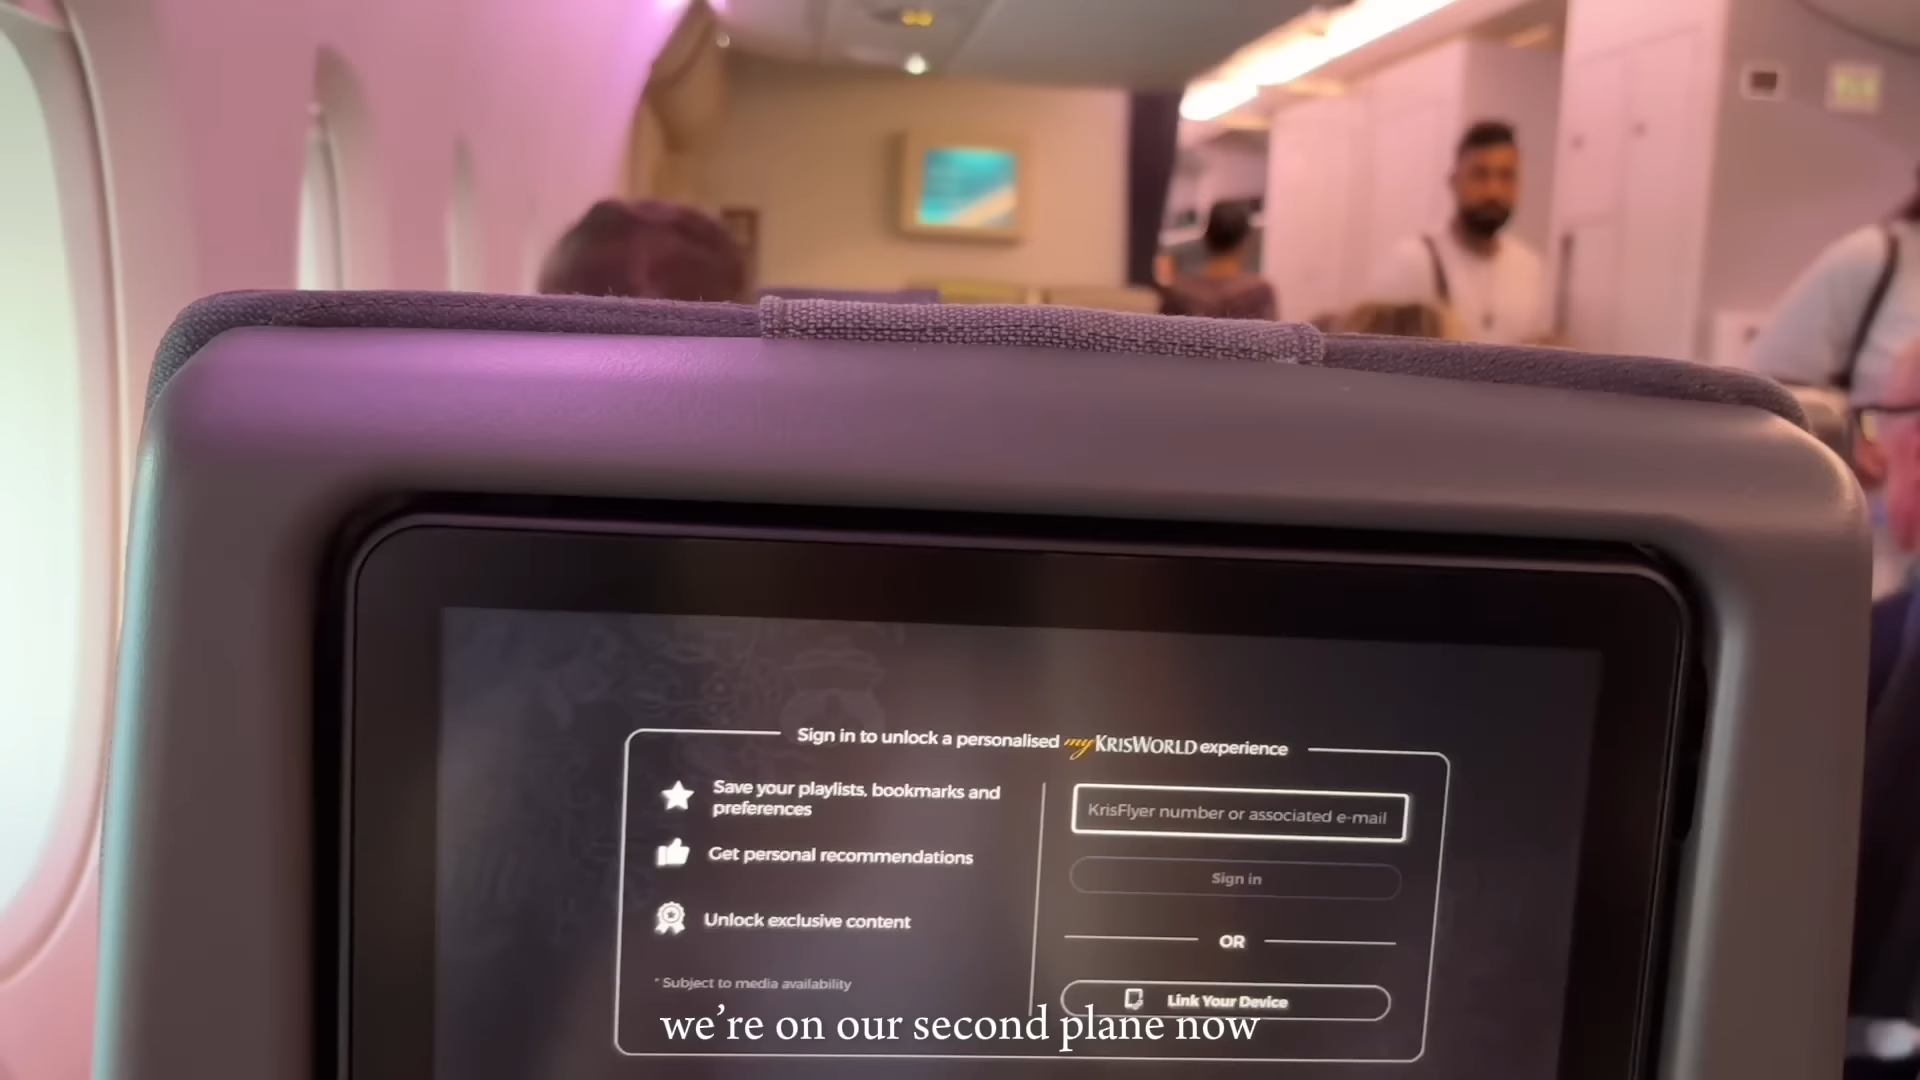 Sign in to unlock a personalised myKRISWORLD experience
Save your playlists, bookmarks and
preferences
Get personal recommendations
Unlock exclusive content
* Subject to media availability
KrisFlyer number or associated e-mail
Sign in
OR
Link Your Device
we’re on our second plane now